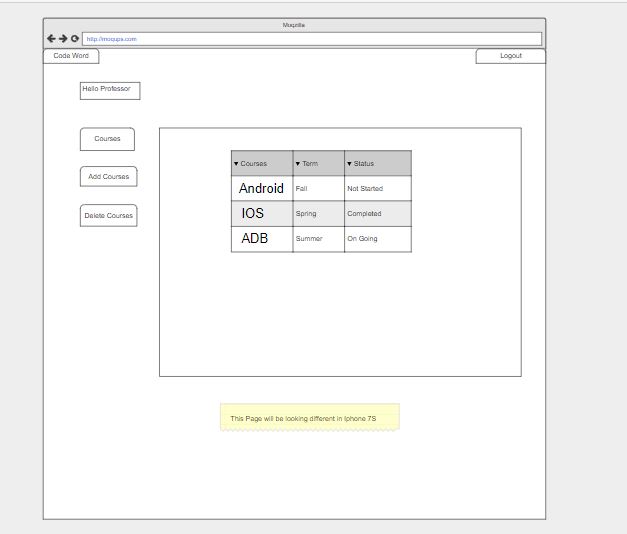 Moqzilla
http://moqups.com
Code Word
Logout
Hello Professor
Courses
Add Courses
Delete Courses
Courses Term Status
Android Fall Not Started
IOS Spring Completed
ADB Summer On Going
This Page will be looking different in Iphone 7S